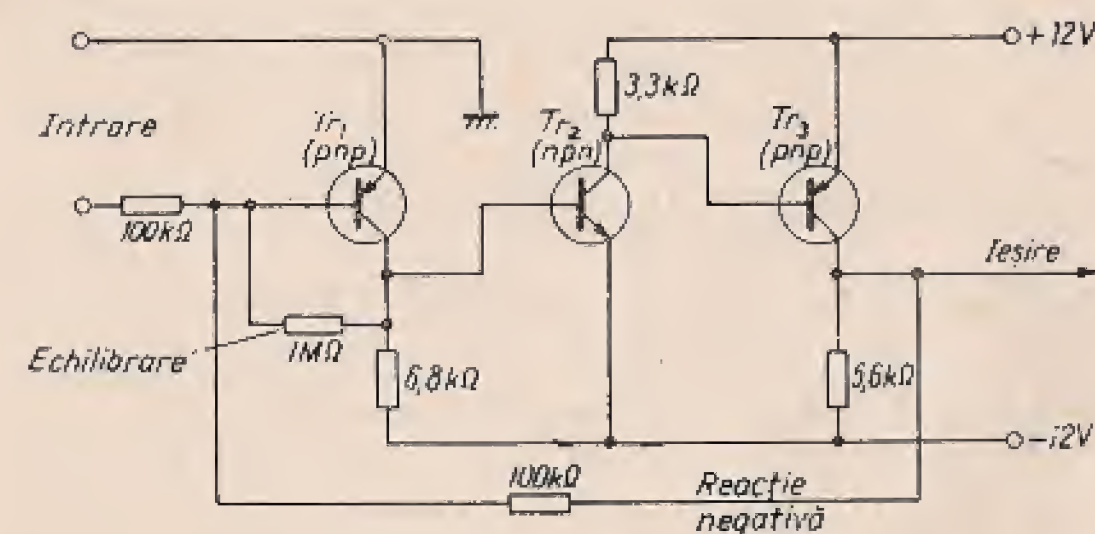 +12V
3,3kΩ
Intrare
Tr₁
(pnp)
Tr₂
(npn)
Tr₃
(pnp)
100kΩ
Ieșire
Echilibrare
1MΩ
6,8kΩ
5,6kΩ
-12V
100kΩ
Reacție
negativă